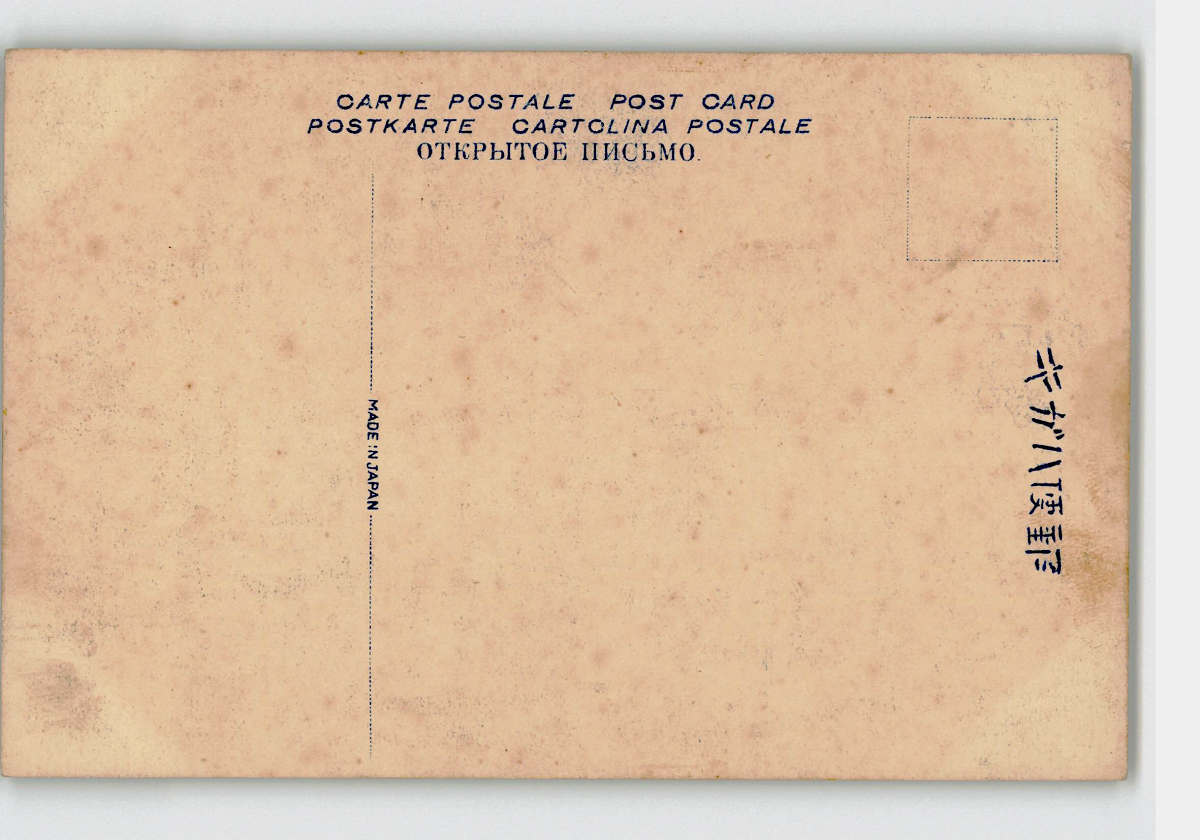 CARTE POSTALE POST CARD
POSTKARTE CARTOLINA POSTALE
ОТКРЫТОЕ ПИСЬМО.
MADE IN JAPAN
郵便ハガキ